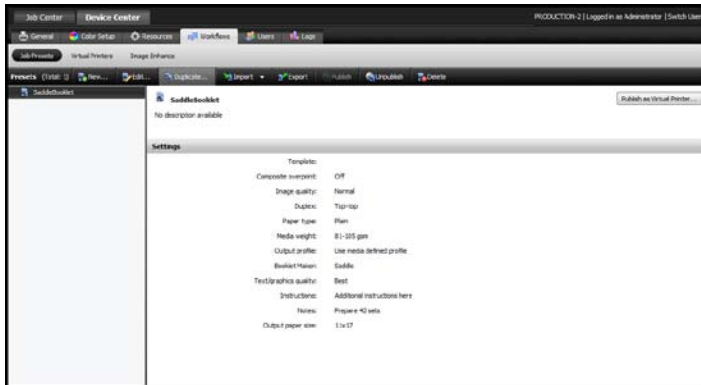 Job Center Device Center PRODUCTION-2 | Logged in as Administrator | Switch User
General Color Setup Resources Workflows Users Logs
Job Presets Virtual Printers Image Enhance
Presets (Total: 1) New... Edit... Duplicate... Import Export Publish Unpublish Delete
SaddleBooklet
SaddleBooklet Publish as Virtual Printer...
No description available
Settings
Template:
Composite overprint: Off
Image quality: Normal
Duplex: Top-top
Paper type: Plain
Media weight: 81-105 gsm
Output profile: Use media defined profile
Booklet Maker: Saddle
Text/graphics quality: Best
Instructions: Additional instructions here
Notes: Prepare 42 sets
Output paper size: 11x17